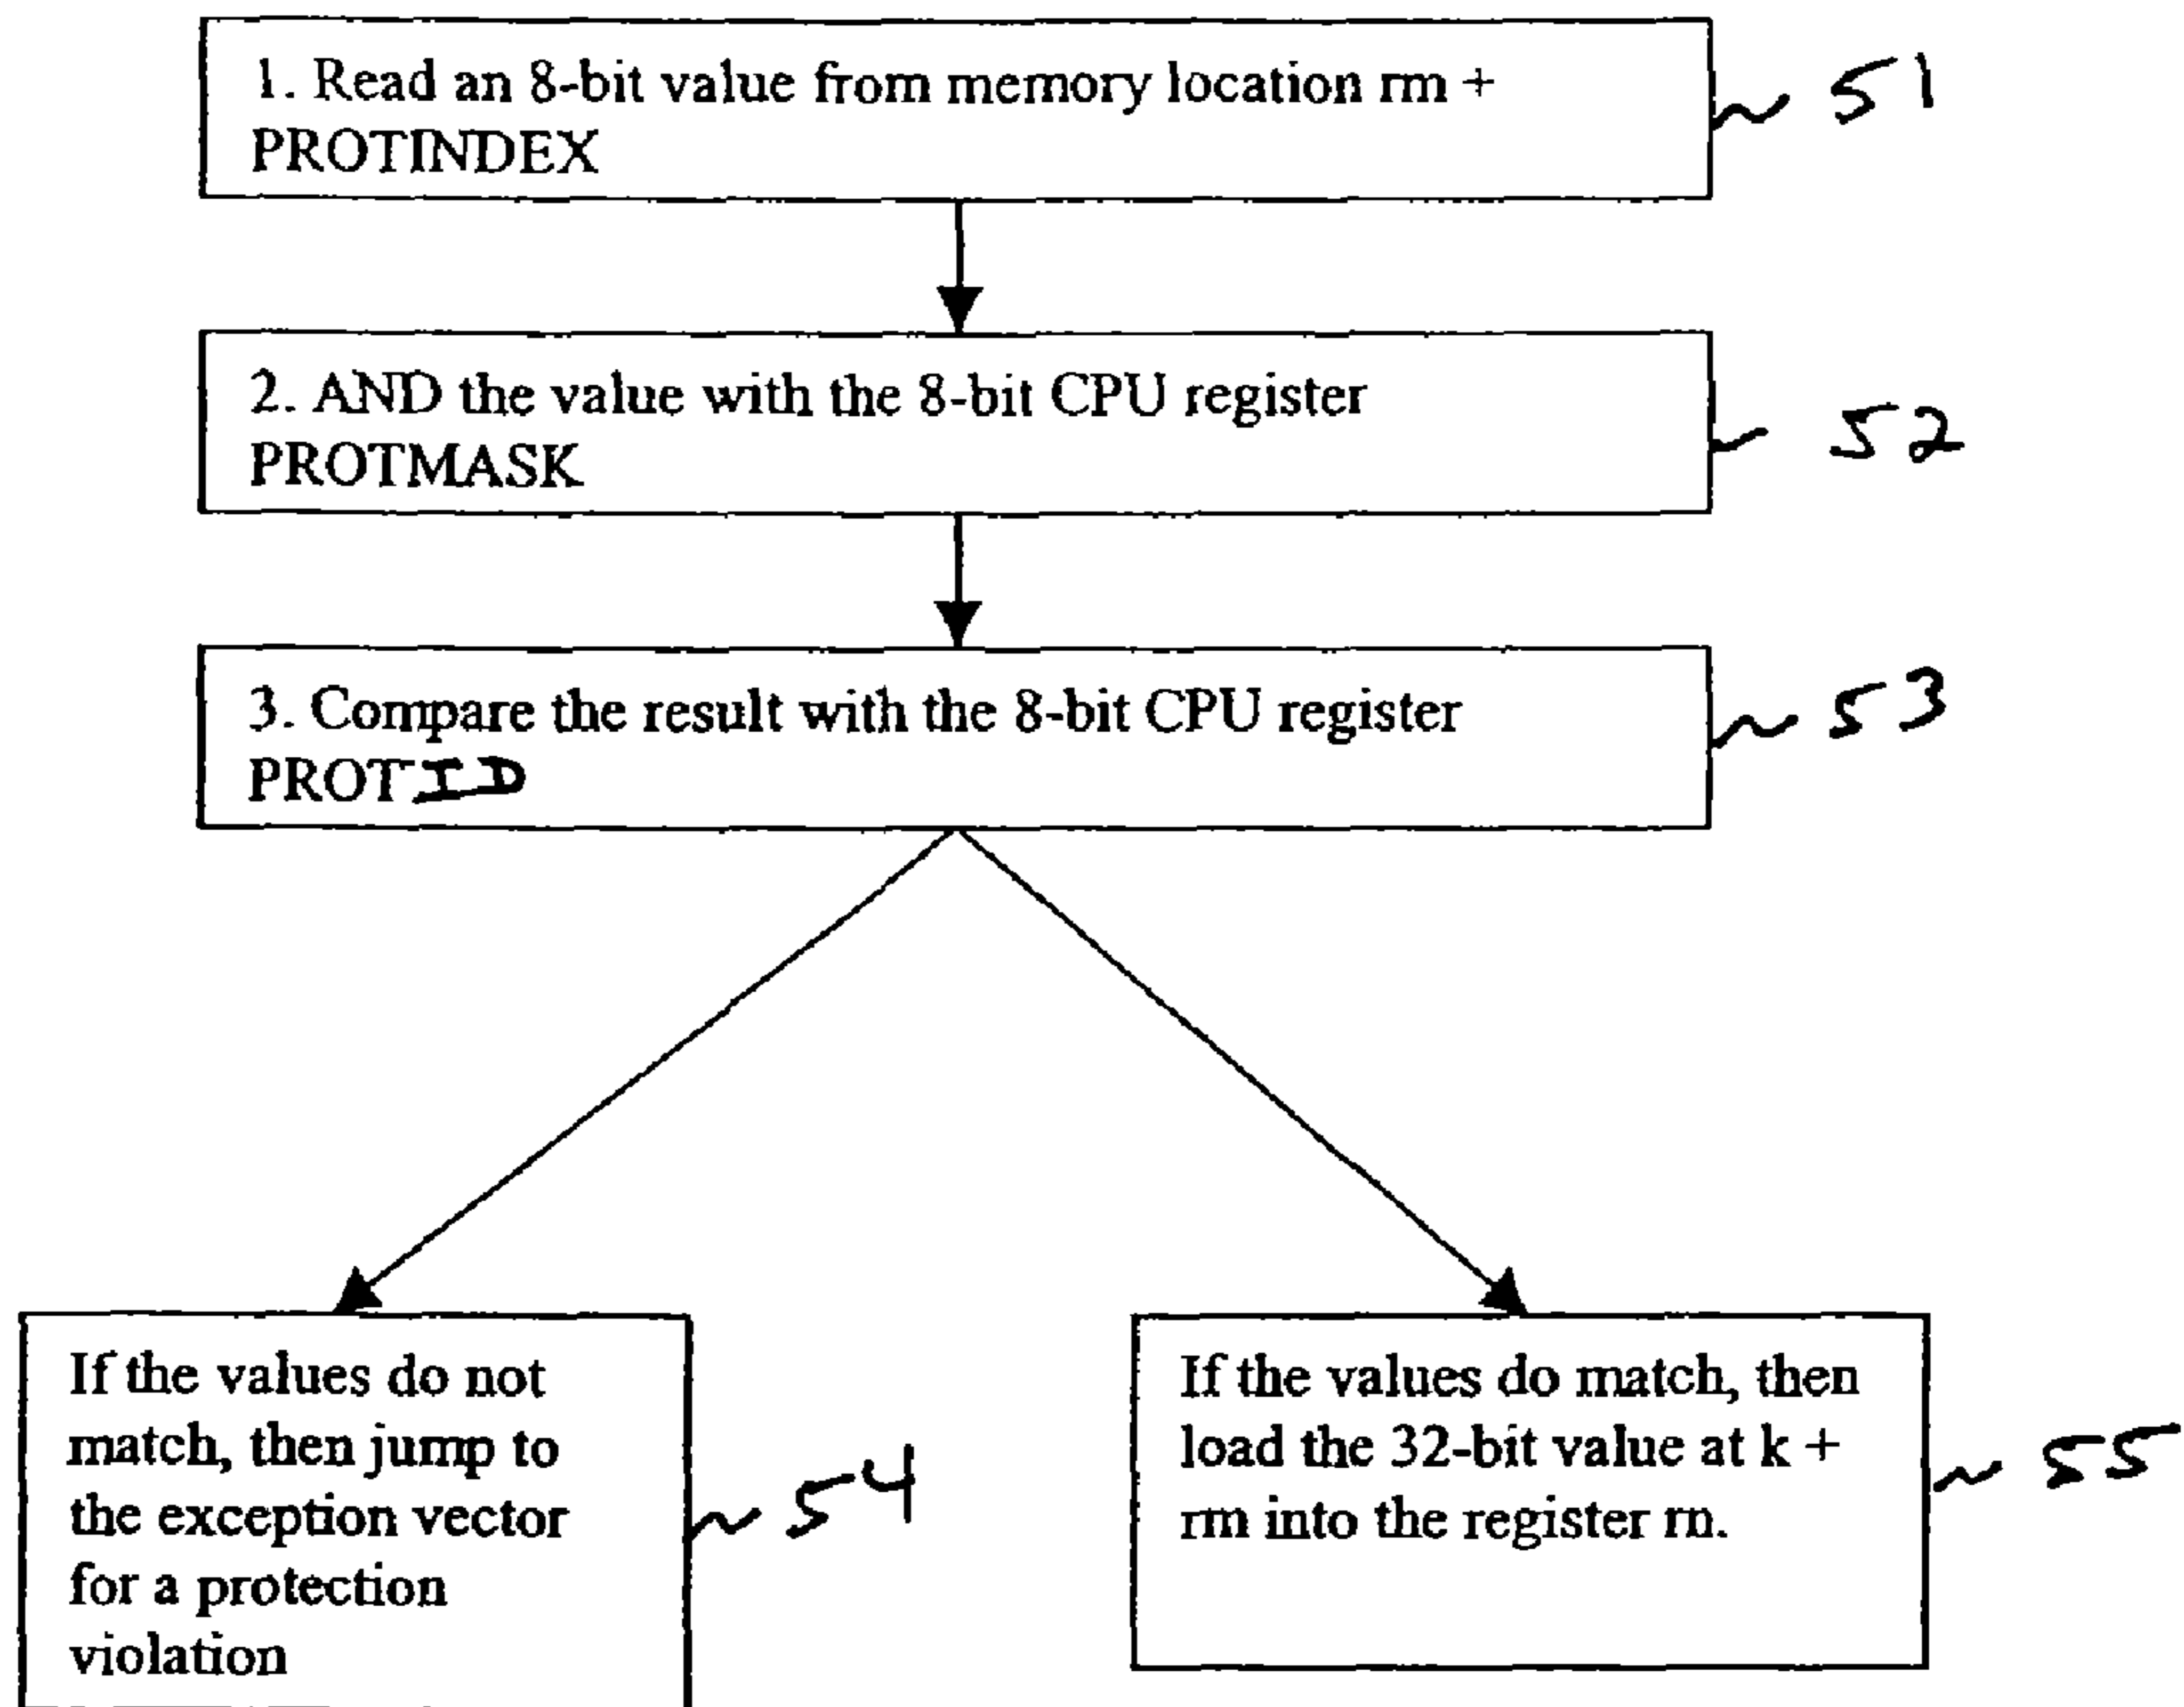 1. Read an 8-bit value from memory location rm +
PROTINDEX
51
2. AND the value with the 8-bit CPU register
PROTMASK
52
3. Compare the result with the 8-bit CPU register
PROTID
53
If the values do not
match, then jump to
the exception vector
for a protection
violation
54
If the values do match, then
load the 32-bit value at k +
rm into the register rn.
55